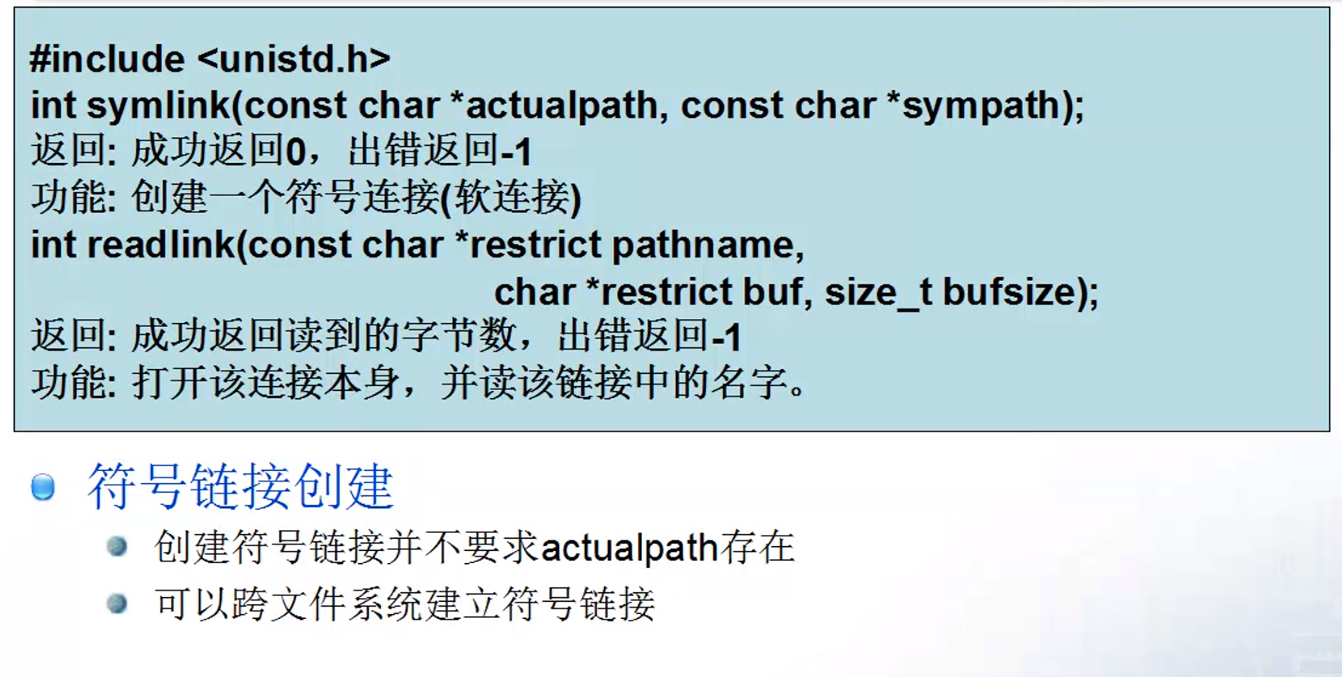 #include <unistd.h>
int symlink(const char *actualpath, const char *sympath);
返回: 成功返回0，出错返回-1
功能: 创建一个符号连接(软连接)
int readlink(const char *restrict pathname,
char *restrict buf, size_t bufsize);
返回: 成功返回读到的字节数，出错返回-1
功能: 打开该连接本身，并读该链接中的名字。
符号链接创建
创建符号链接并不要求actualpath存在
可以跨文件系统建立符号链接